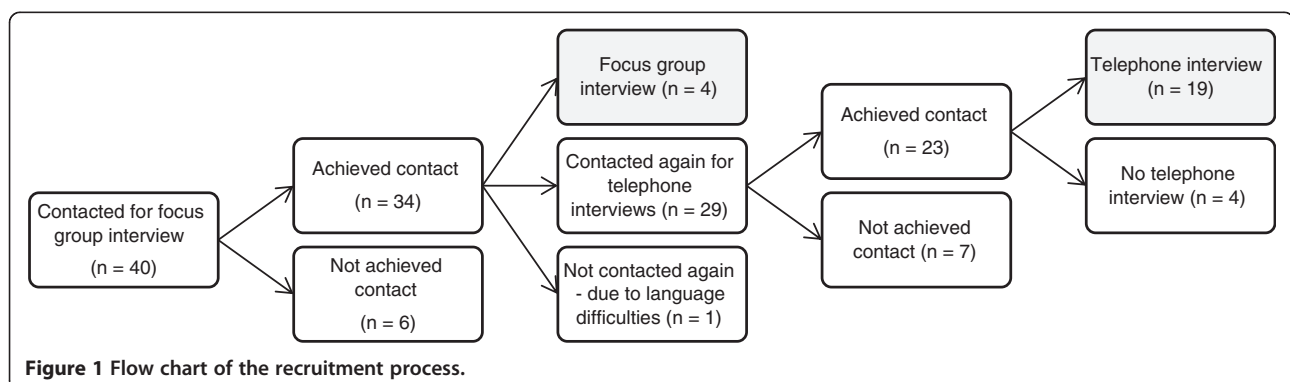 Contacted for focus
group interview
(n = 40)
Achieved contact
(n = 34)
Not achieved
contact
(n = 6)
Focus group
interview (n = 4)
Contacted again for
telephone
interviews (n = 29)
Not contacted again
- due to language
difficulties (n = 1)
Achieved contact
(n = 23)
Not achieved
contact (n = 7)
Telephone interview
(n = 19)
No telephone
interview (n = 4)
Figure 1 Flow chart of the recruitment process.